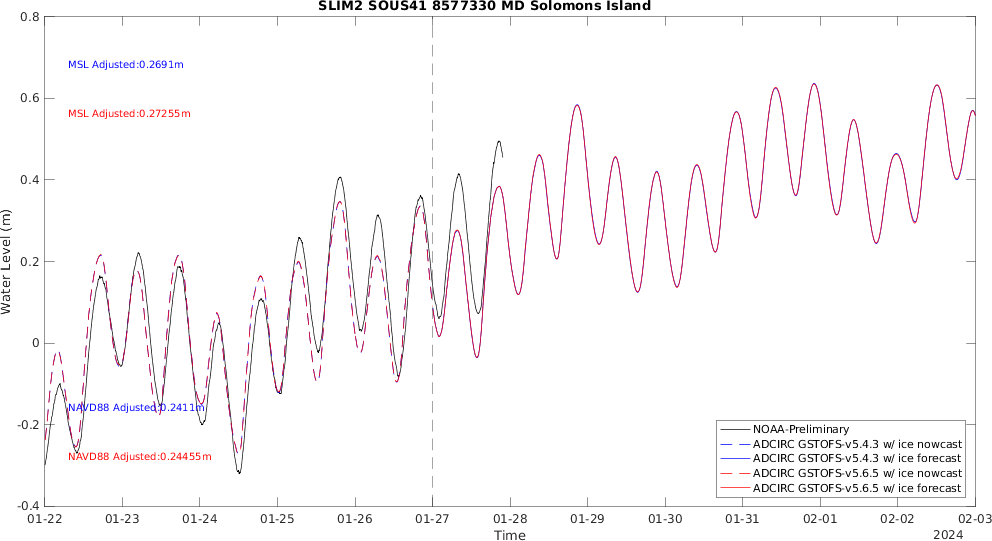 SLIM2 SOUS41 8577330 MD Solomons Island
Water Level (m)
0.8
0.6
0.4
0.2
0
-0.2
-0.4
MSL Adjusted:0.2691m
MSL Adjusted:0.27255m
NAVD88 Adjusted:0.2411m
NAVD88 Adjusted:0.24455m
NOAA-Preliminary
ADCIRC GSTOFS-v5.4.3 w/ ice nowcast
ADCIRC GSTOFS-v5.4.3 w/ ice forecast
ADCIRC GSTOFS-v5.6.5 w/ ice nowcast
ADCIRC GSTOFS-v5.6.5 w/ ice forecast
01-22 01-23 01-24 01-25 01-26 01-27 01-28 01-29 01-30 01-31 02-01 02-02 02-03
Time
2024